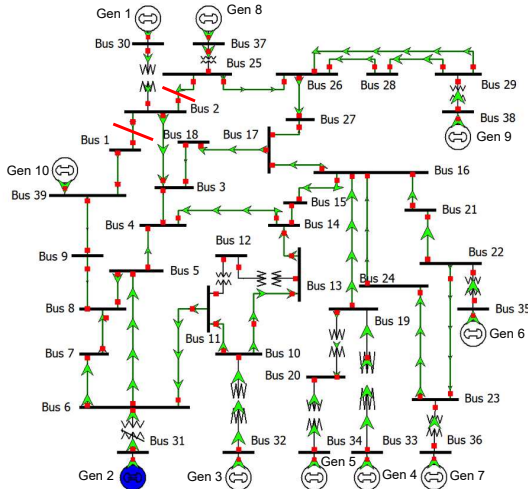 Gen 1
Gen 8
Bus 30
Bus 37
Bus 25
Bus 26
Bus 28
Bus 29
Bus 2
Bus 38
Bus 27
Bus 1
Bus 18
Bus 17
Gen 9
Gen 10
Bus 16
Bus 3
Bus 39
Bus 15
Bus 21
Bus 4
Bus 14
Bus 9
Bus 12
Bus 22
Bus 5
Bus 13
Bus 24
Bus 8
Bus 35
Bus 19
Bus 11
Gen 6
Bus 7
Bus 10
Bus 20
Bus 6
Bus 23
Bus 31
Bus 32
Bus 34
Bus 33
Bus 36
Gen 2
Gen 3
Gen 5
Gen 4
Gen 7